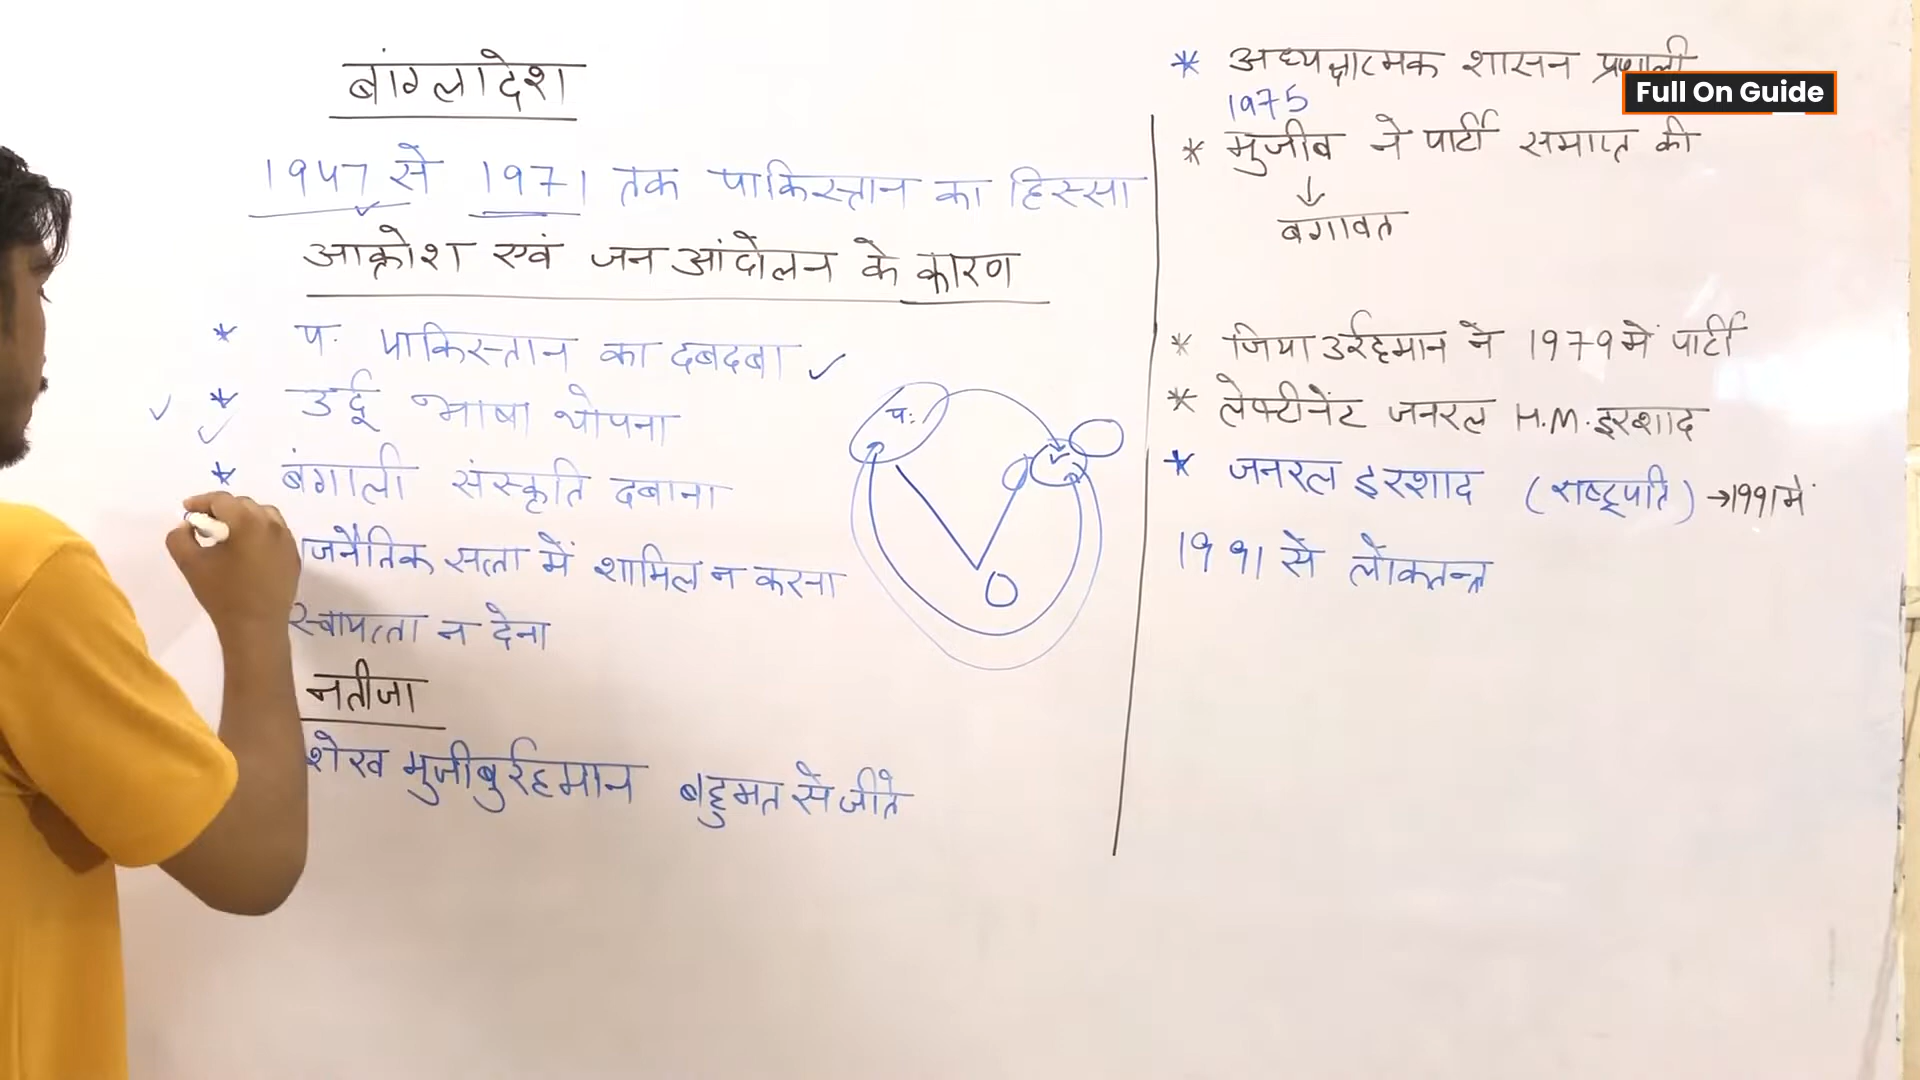 बांग्लादेश
1947 से 1971 तक पाकिस्तान का हिस्सा
आक्रोश एवं जन आंदोलन के कारण
* प. पाकिस्तान का दबदबा ✓
* उर्दू भाषा थोपना
* बंगाली संस्कृति दबाना
जनैतिक सत्ता में शामिल न करना
स्वायत्ता न देना
नतीजा
शेख मुजीबुर्रहमान बहुमत से जीते
प.
* अध्यक्षात्मक शासन प्रणाली
1975
* मुजीब ने पार्टी समाप्त की
↓
बगावत
* जिया उर्रहमान ने 1979 में पार्टी
* लेफ्टीनेंट जनरल H.M. इरशाद
* जनरल इरशाद (राष्ट्रपति) → 1991 में
1991 से लोकतन्त्र
Full On Guide